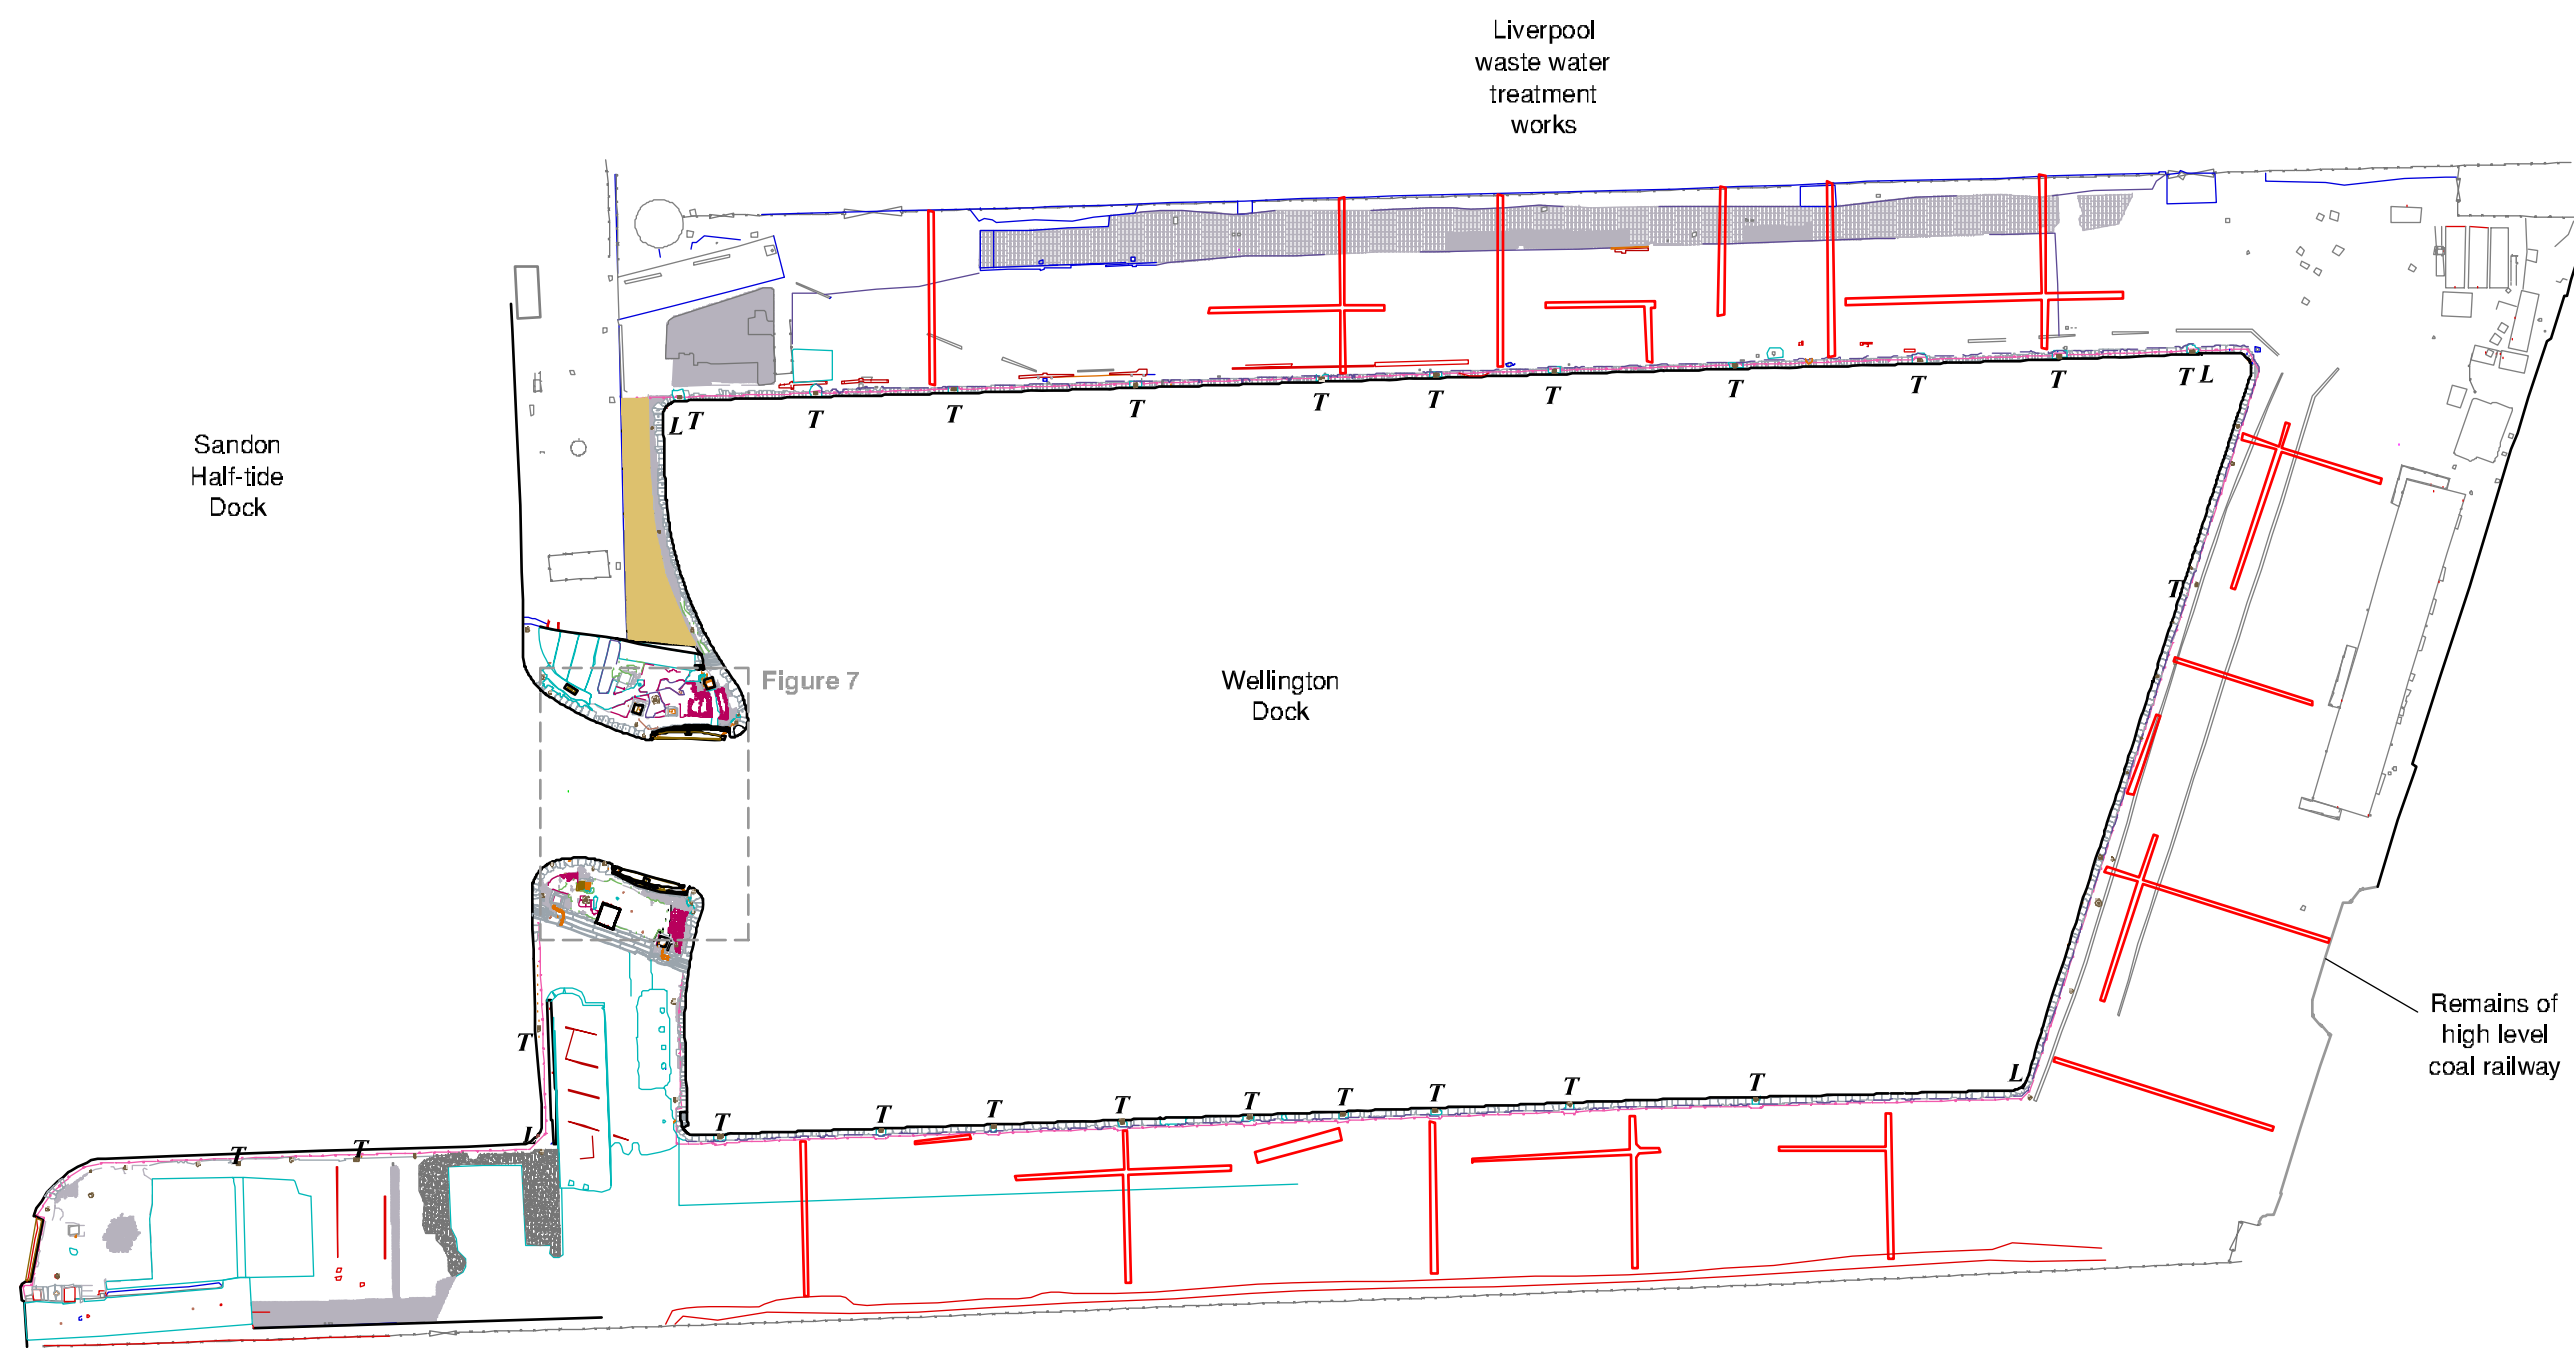 Liverpool
waste water
treatment
works
L T T T T T T T T T T T L
Sandon
Half-tide
Dock
T
Figure 7
Wellington
Dock
Remains of
high level
coal railway
T
L
T T T T T T T T T
T T L